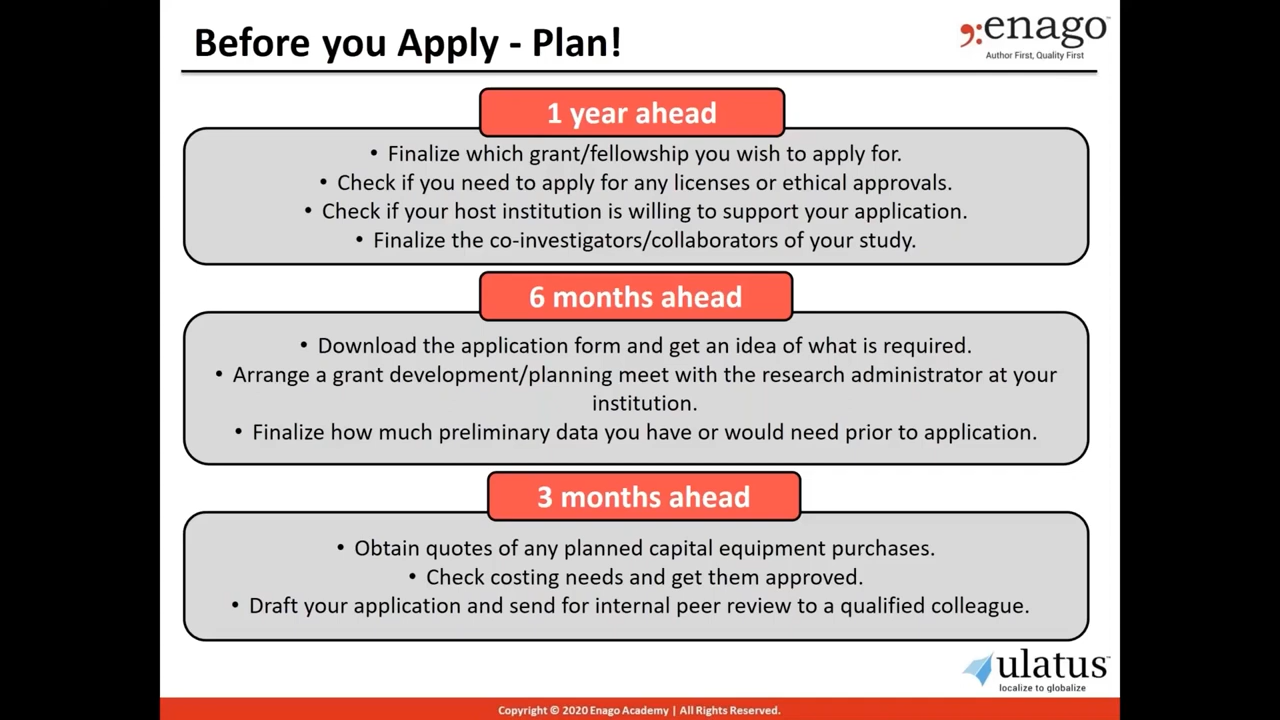 Before you Apply - Plan!
enago™
Author First, Quality First
1 year ahead
• Finalize which grant/fellowship you wish to apply for.
• Check if you need to apply for any licenses or ethical approvals.
• Check if your host institution is willing to support your application.
• Finalize the co-investigators/collaborators of your study.
6 months ahead
• Download the application form and get an idea of what is required.
• Arrange a grant development/planning meet with the research administrator at your
institution.
• Finalize how much preliminary data you have or would need prior to application.
3 months ahead
• Obtain quotes of any planned capital equipment purchases.
• Check costing needs and get them approved.
• Draft your application and send for internal peer review to a qualified colleague.
ulatus™
localize to globalize
Copyright © 2020 Enago Academy | All Rights Reserved.